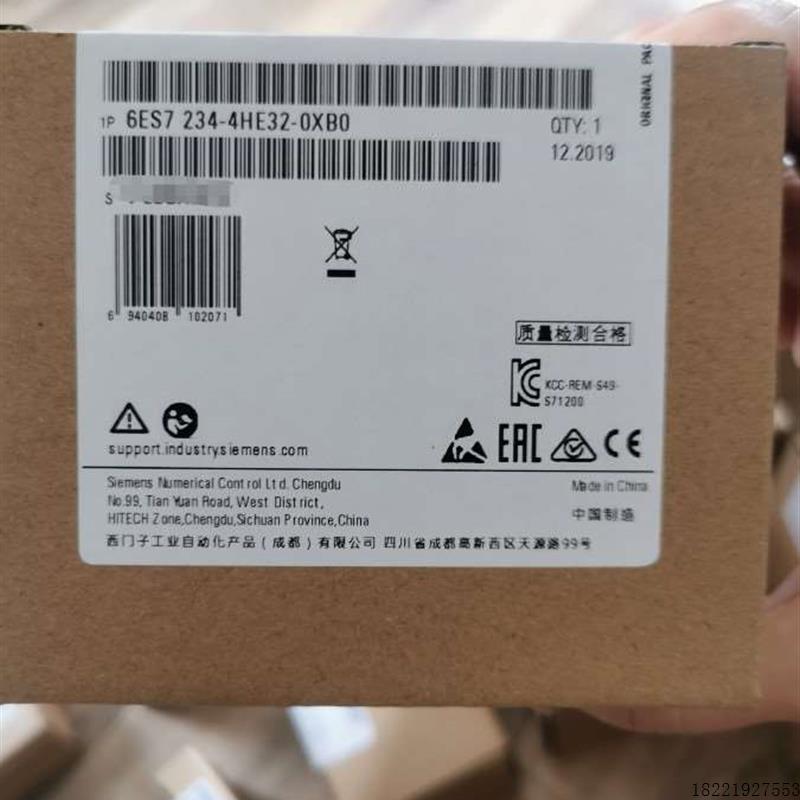 1P 6ES7 234-4HE32-0XB0
QTY: 1
12.2019
S
6 940408 102071
质量检测合格
KCC-REM-S49-
S71200
EAC
CE
support.industry.siemens.com
Siemens Numerical Control Ltd. Chengdu
No.99, Tian Yuan Road, West District,
HITECH Zone,Chengdu,Sichuan Province,China
Made in China
中国制造
西门子工业自动化产品(成都)有限公司 四川省成都高新西区天源路99号
18221927553